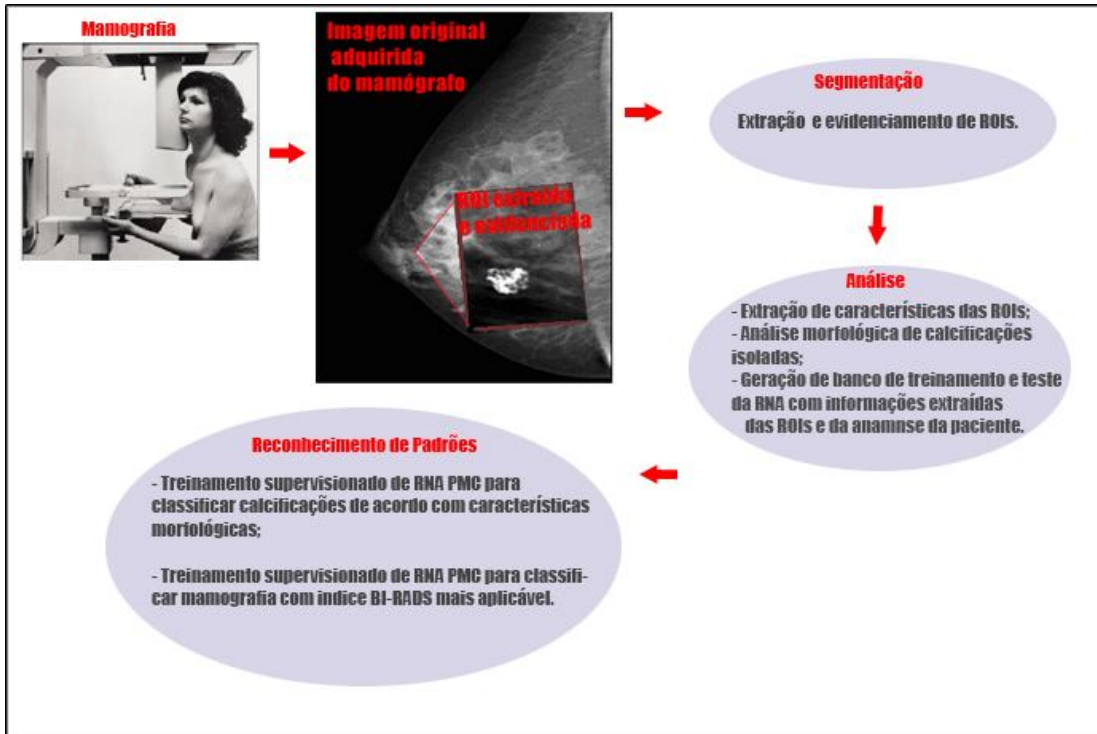 Mamografia
Imagem original
adquirida
do mamógrafo
ROI extraída
e evidenciada
Segmentação
Extração e evidenciamento de ROIs.
Análise
- Extração de características das ROIs;
- Análise morfológica de calcificações
isoladas;
- Geração de banco de treinamento e teste
da RNA com informações extraídas
das ROIs e da anamnse da paciente.
Reconhecimento de Padrões
- Treinamento supervisionado de RNA PMC para
classificar calcificações de acordo com características
morfológicas;
- Treinamento supervisionado de RNA PMC para classifi-
car mamografia com indice BI-RADS mais aplicável.